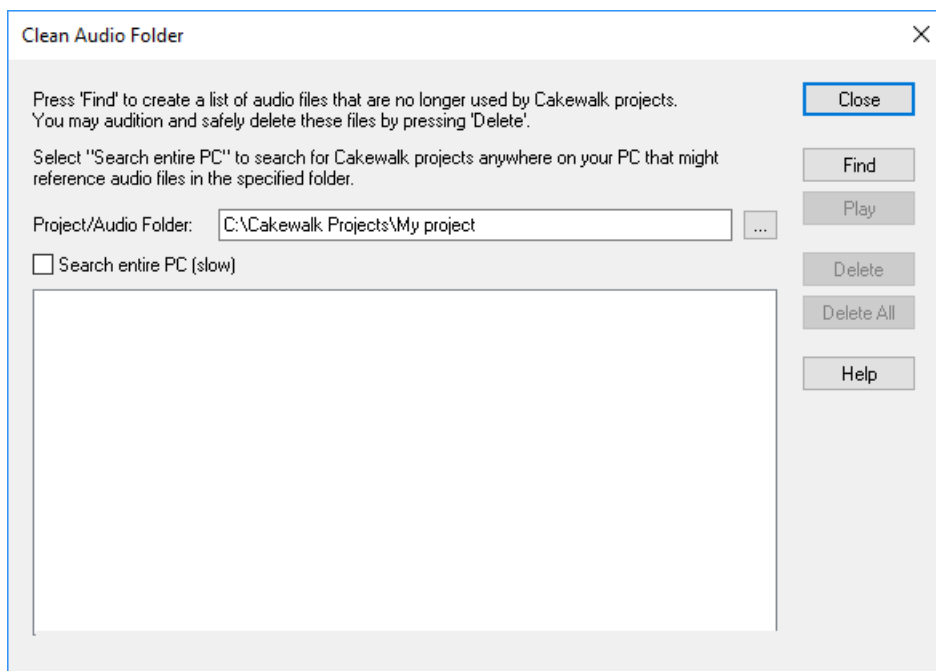 Clean Audio Folder
Press 'Find' to create a list of audio files that are no longer used by Cakewalk projects.
You may audition and safely delete these files by pressing 'Delete'.
Select "Search entire PC" to search for Cakewalk projects anywhere on your PC that might
reference audio files in the specified folder.
Project/Audio Folder:
C:\Cakewalk Projects\My project
...
Search entire PC (slow)
Close
Find
Play
Delete
Delete All
Help